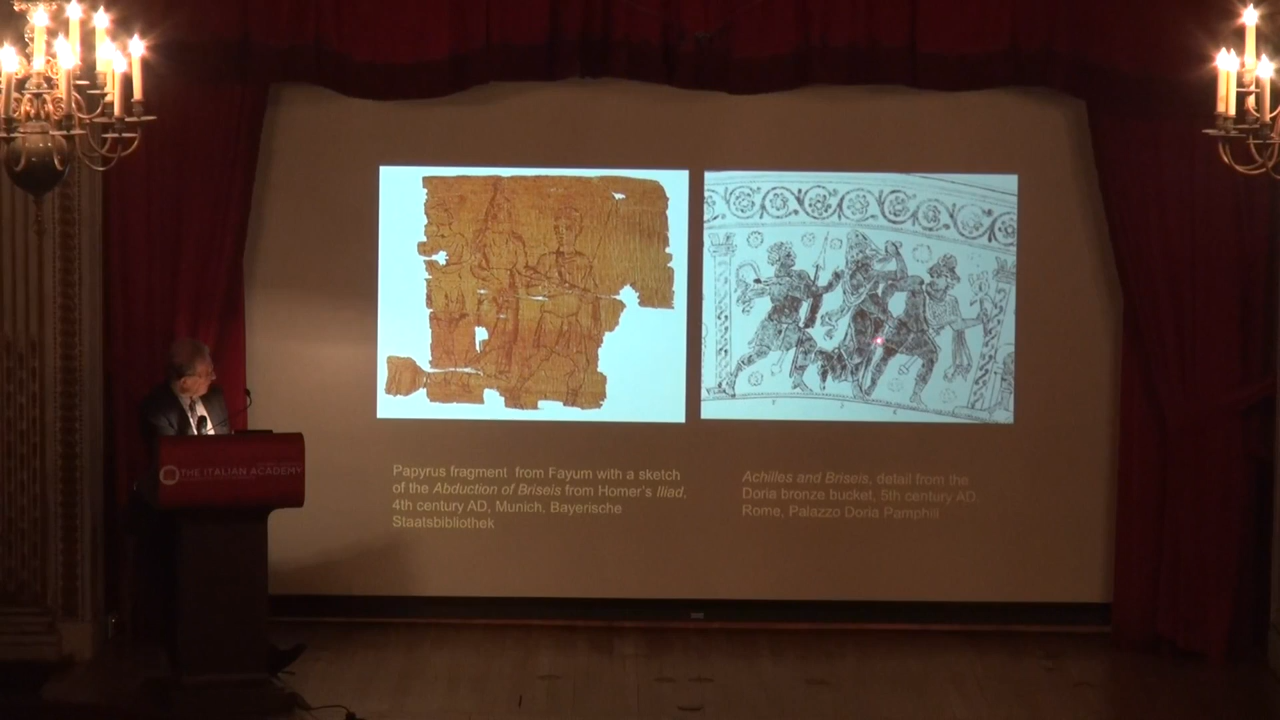 THE ITALIAN ACADEMY
Papyrus fragment from Fayum with a sketch
of the Abduction of Briseis from Homer's Iliad,
4th century AD, Munich, Bayerische
Staatsbibliothek
Achilles and Briseis, detail from the
Doria bronze bucket, 5th century AD,
Rome, Palazzo Doria Pamphili